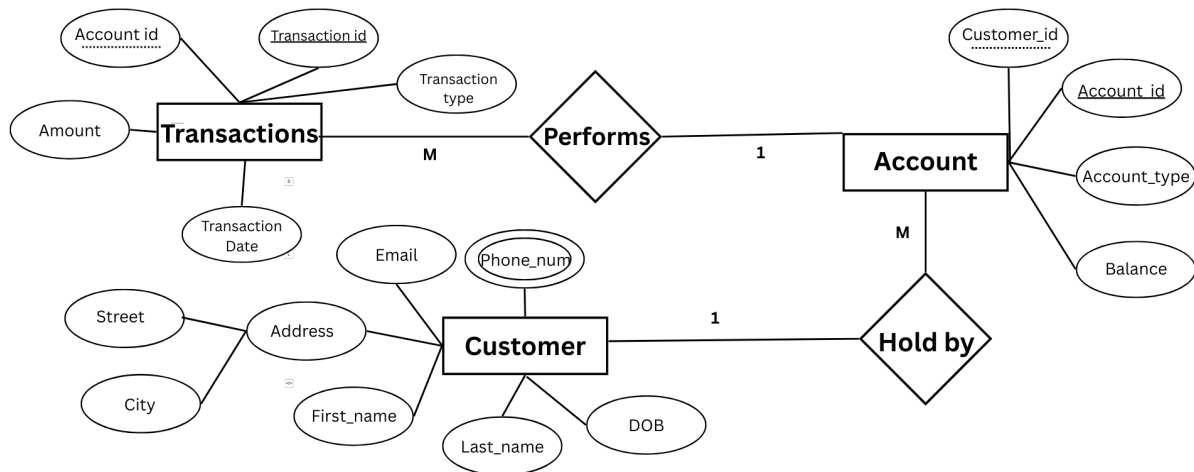 Account id
Transaction id
Transaction
type
Amount
Transactions
Transaction
Date
M
Performs
1
Customer_id
Account_id
Account_type
Balance
Account
M
Hold by
1
Email
Phone_num
Street
Address
City
Customer
First_name
Last_name
DOB